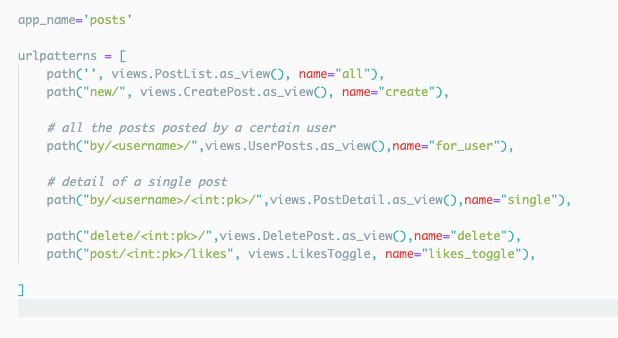 app_name='posts'
urlpatterns = [
path('', views.PostList.as_view(), name="all"),
path("new/", views.CreatePost.as_view(), name="create"),
# all the posts posted by a certain user
path("by/<username>/",views.UserPosts.as_view(),name="for_user"),
# detail of a single post
path("by/<username>/<int:pk>/",views.PostDetail.as_view(),name="single"),
path("delete/<int:pk>/",views.DeletePost.as_view(),name="delete"),
path("post/<int:pk>/likes", views.LikesToggle, name="likes_toggle"),
]